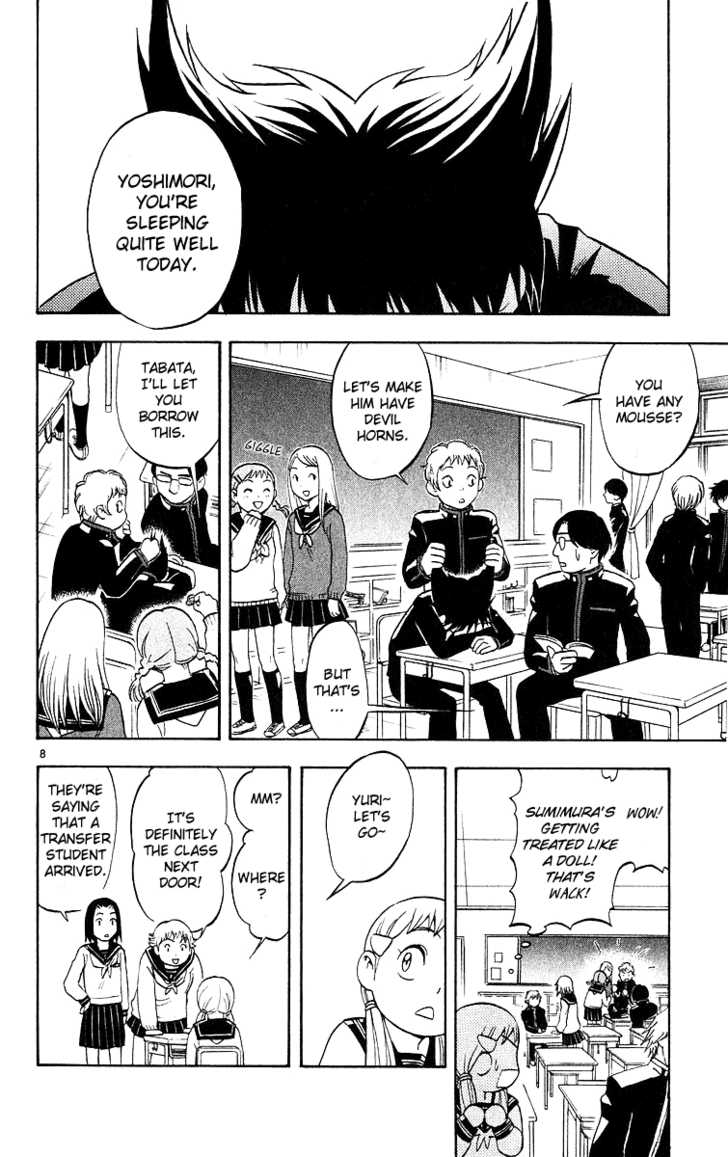 YOSHIMORI,
YOU'RE
SLEEPING
QUITE WELL
TODAY.
YOU
HAVE ANY
MOUSSE?
LET'S MAKE
HIM HAVE
DEVIL
HORNS.
GIGGLE
BUT
THAT'S
...
TABATA,
I'LL LET
YOU
BORROW
THIS.
8
WOW!
SUMIMURA'S
GETTING
TREATED LIKE
A DOLL!
THAT'S
WACK!
YURI~
LET'S
GO~
MM?
WHERE
?
IT'S
DEFINITELY
THE CLASS
NEXT
DOOR!
THEY'RE
SAYING
THAT A
TRANSFER
STUDENT
ARRIVED.